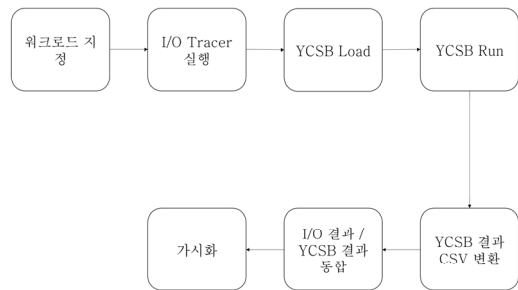 워크로드 지
정
I/O Tracer
실행
YCSB Load
YCSB Run
YCSB 결과
CSV 변환
I/O 결과 /
YCSB 결과
통합
가시화